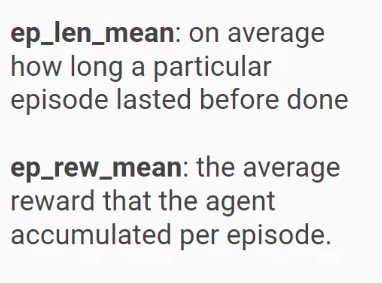 ep_len_mean: on average
how long a particular
episode lasted before done
ep_rew_mean: the average
reward that the agent
accumulated per episode.